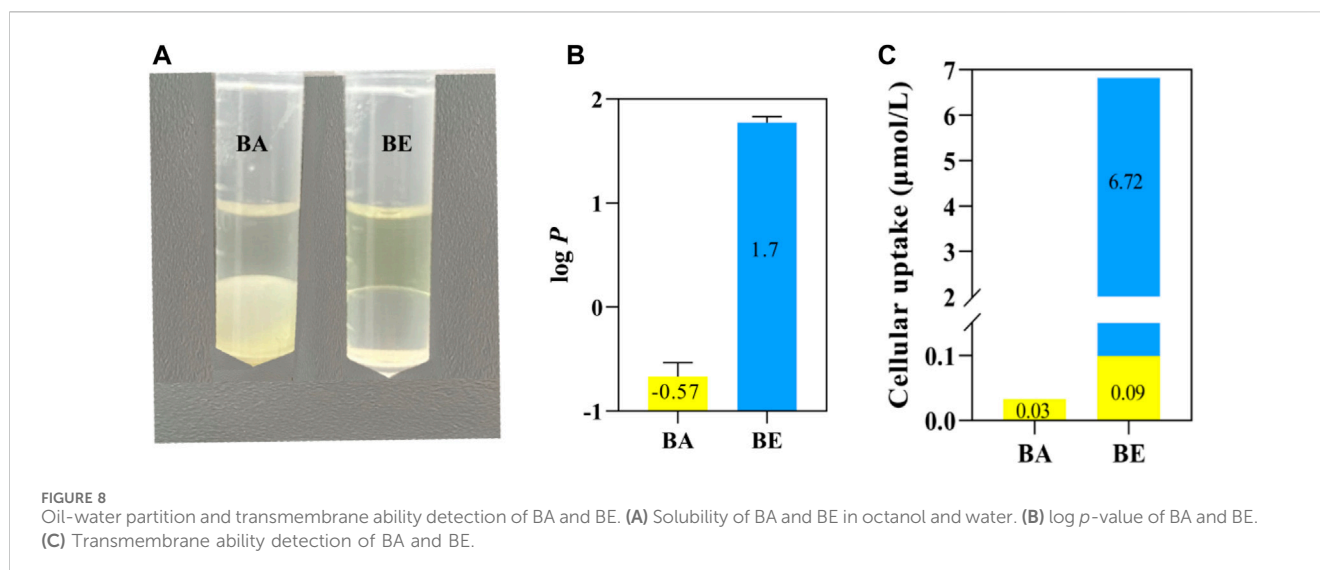 A
BA
BE
B
log P
2
1
0
-1
-0.57
1.7
BA
BE
C
Cellular uptake (μmol/L)
7
6
5
4
3
2
0.1
0.0
6.72
0.03
0.09
BA
BE
FIGURE 8
Oil-water partition and transmembrane ability detection of BA and BE. (A) Solubility of BA and BE in octanol and water. (B) log p-value of BA and BE.
(C) Transmembrane ability detection of BA and BE.